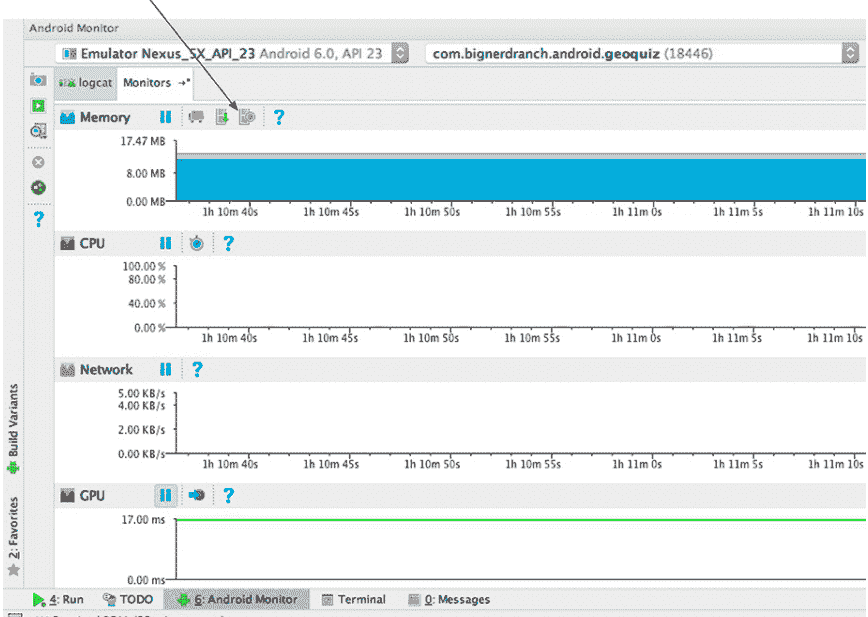 Android Monitor
Emulator Nexus_5X_API_23 Android 6.0, API 23
com.bignerdranch.android.geoquiz (18446)
logcat
Monitors
Memory
?
17.47 MB
8.00 MB
0.00 MB
1h 10m 40s 1h 10m 45s 1h 10m 50s 1h 10m 55s 1h 11m 0s 1h 11m 5s 1h 11m 10s
CPU
?
100.00 %
80.00 %
40.00 %
0.00 %
1h 10m 40s 1h 10m 45s 1h 10m 50s 1h 10m 55s 1h 11m 0s 1h 11m 5s 1h 11m 10s
Network
?
5.00 KB/s
4.00 KB/s
2.00 KB/s
0.00 KB/s
1h 10m 40s 1h 10m 45s 1h 10m 50s 1h 10m 55s 1h 11m 0s 1h 11m 5s 1h 11m 10s
GPU
?
17.00 ms
0.00 ms
?
Build Variants
2: Favorites
4: Run
TODO
6: Android Monitor
Terminal
0: Messages